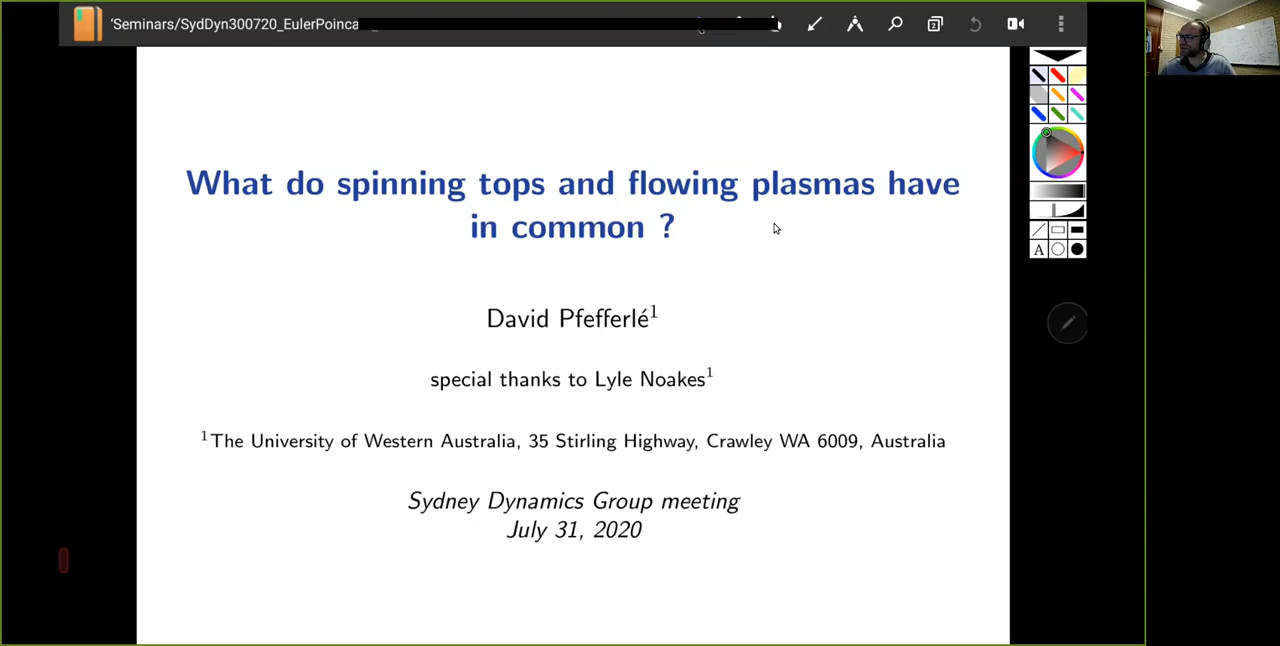 'Seminars/SydDyn300720_EulerPoinca
2
What do spinning tops and flowing plasmas have
in common ?
A
David Pfefferlé¹
special thanks to Lyle Noakes¹
¹The University of Western Australia, 35 Stirling Highway, Crawley WA 6009, Australia
Sydney Dynamics Group meeting
July 31, 2020